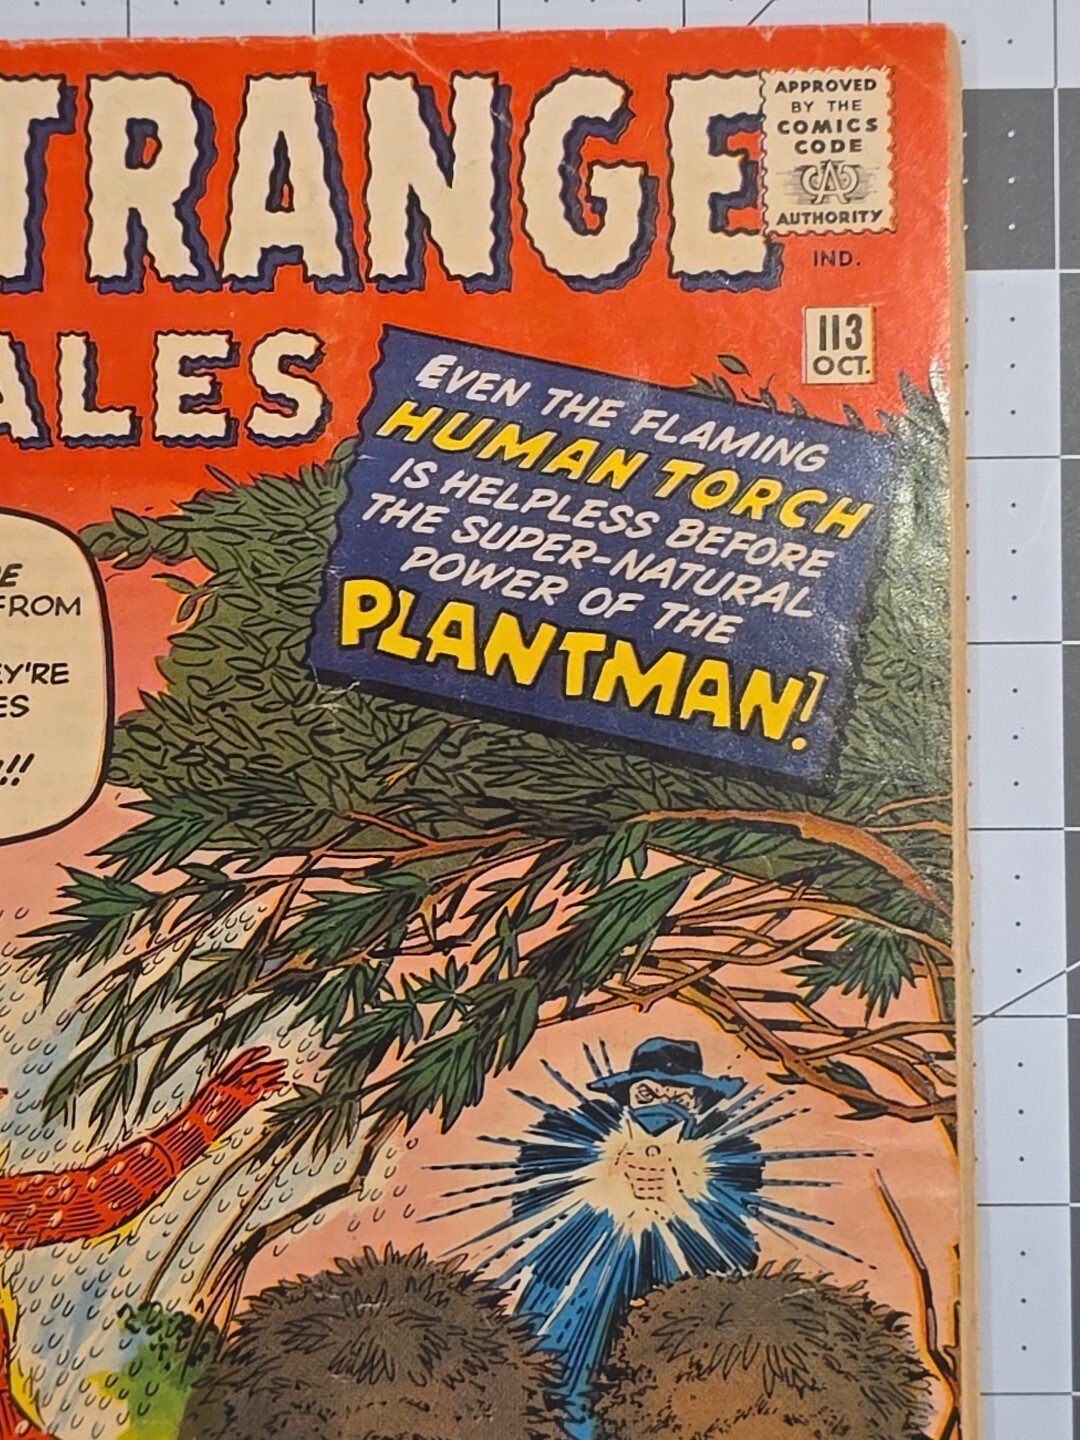 TRANGE
ALES
APPROVED
BY THE
COMICS
CODE
CA
AUTHORITY
IND.
113
OCT.
EVEN THE FLAMING
HUMAN TORCH
IS HELPLESS BEFORE
THE SUPER-NATURAL
POWER OF THE
PLANTMAN!
FROM
EY'RE
ES
!!